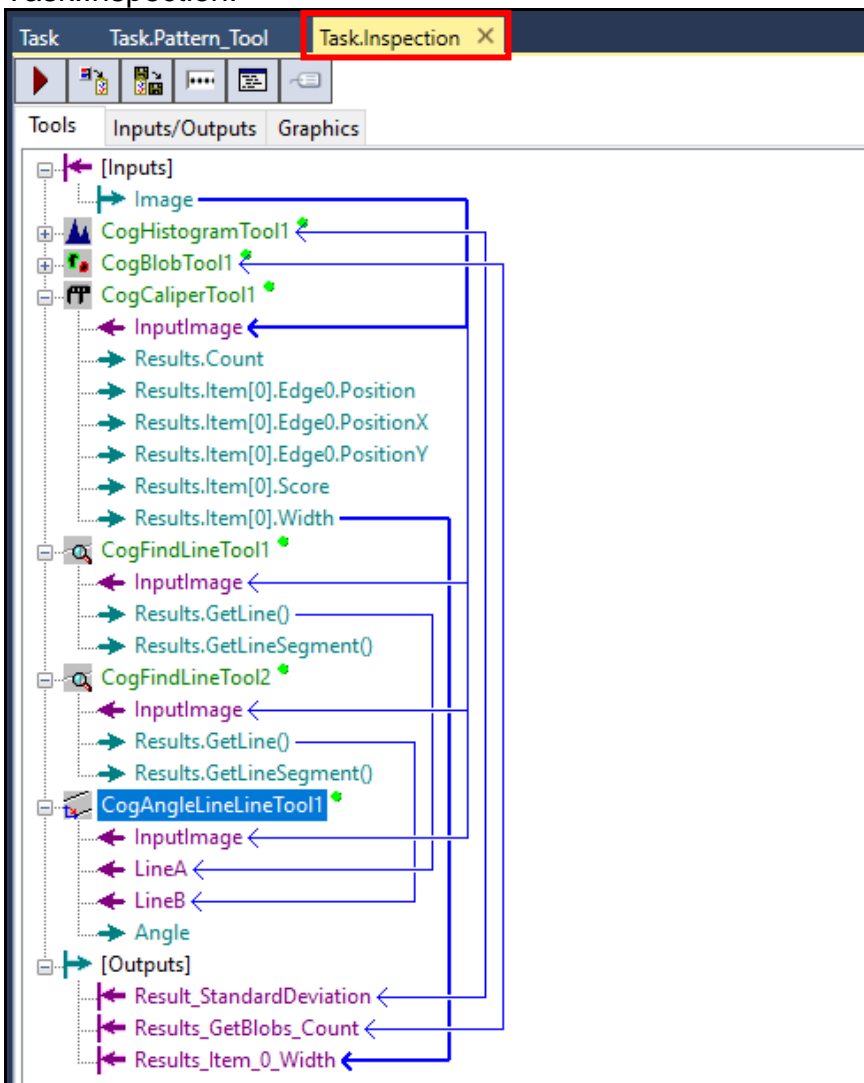 Task.Inspection.
Task Task.Pattern_Tool Task.Inspection
Tools Inputs/Outputs Graphics
[Inputs]
Image
CogHistogramTool1
CogBlobTool1
CogCaliperTool1
InputImage
Results.Count
Results.Item[0].Edge0.Position
Results.Item[0].Edge0.PositionX
Results.Item[0].Edge0.PositionY
Results.Item[0].Score
Results.Item[0].Width
CogFindLineTool1
InputImage
Results.GetLine()
Results.GetLineSegment()
CogFindLineTool2
InputImage
Results.GetLine()
Results.GetLineSegment()
CogAngleLineLineTool1
InputImage
LineA
LineB
Angle
[Outputs]
Result_StandardDeviation
Results_GetBlobs_Count
Results_Item_0_Width